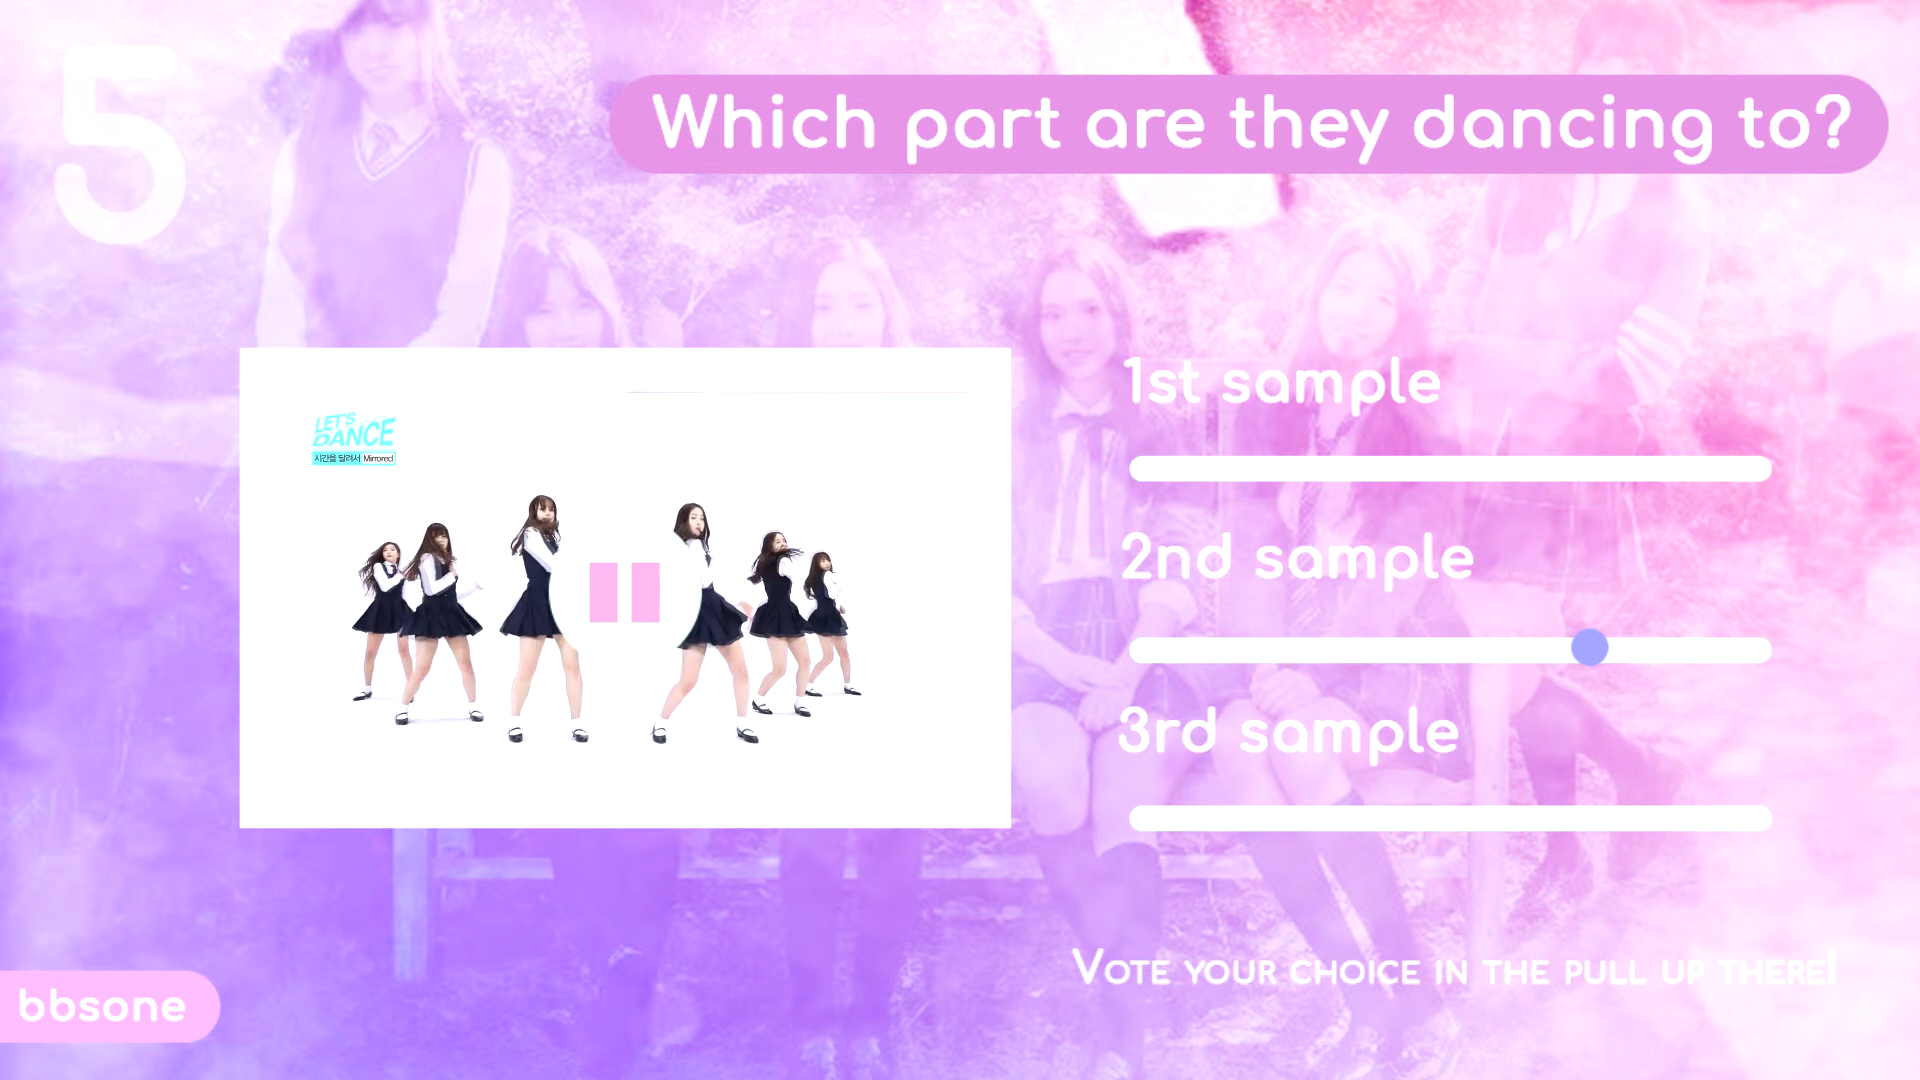 5
Which part are they dancing to?
1st sample
LET'S
DANCE
시간을 달려서 Mirrored
2nd sample
3rd sample
VOTE YOUR CHOICE IN THE PULL UP THERE!
bbsone